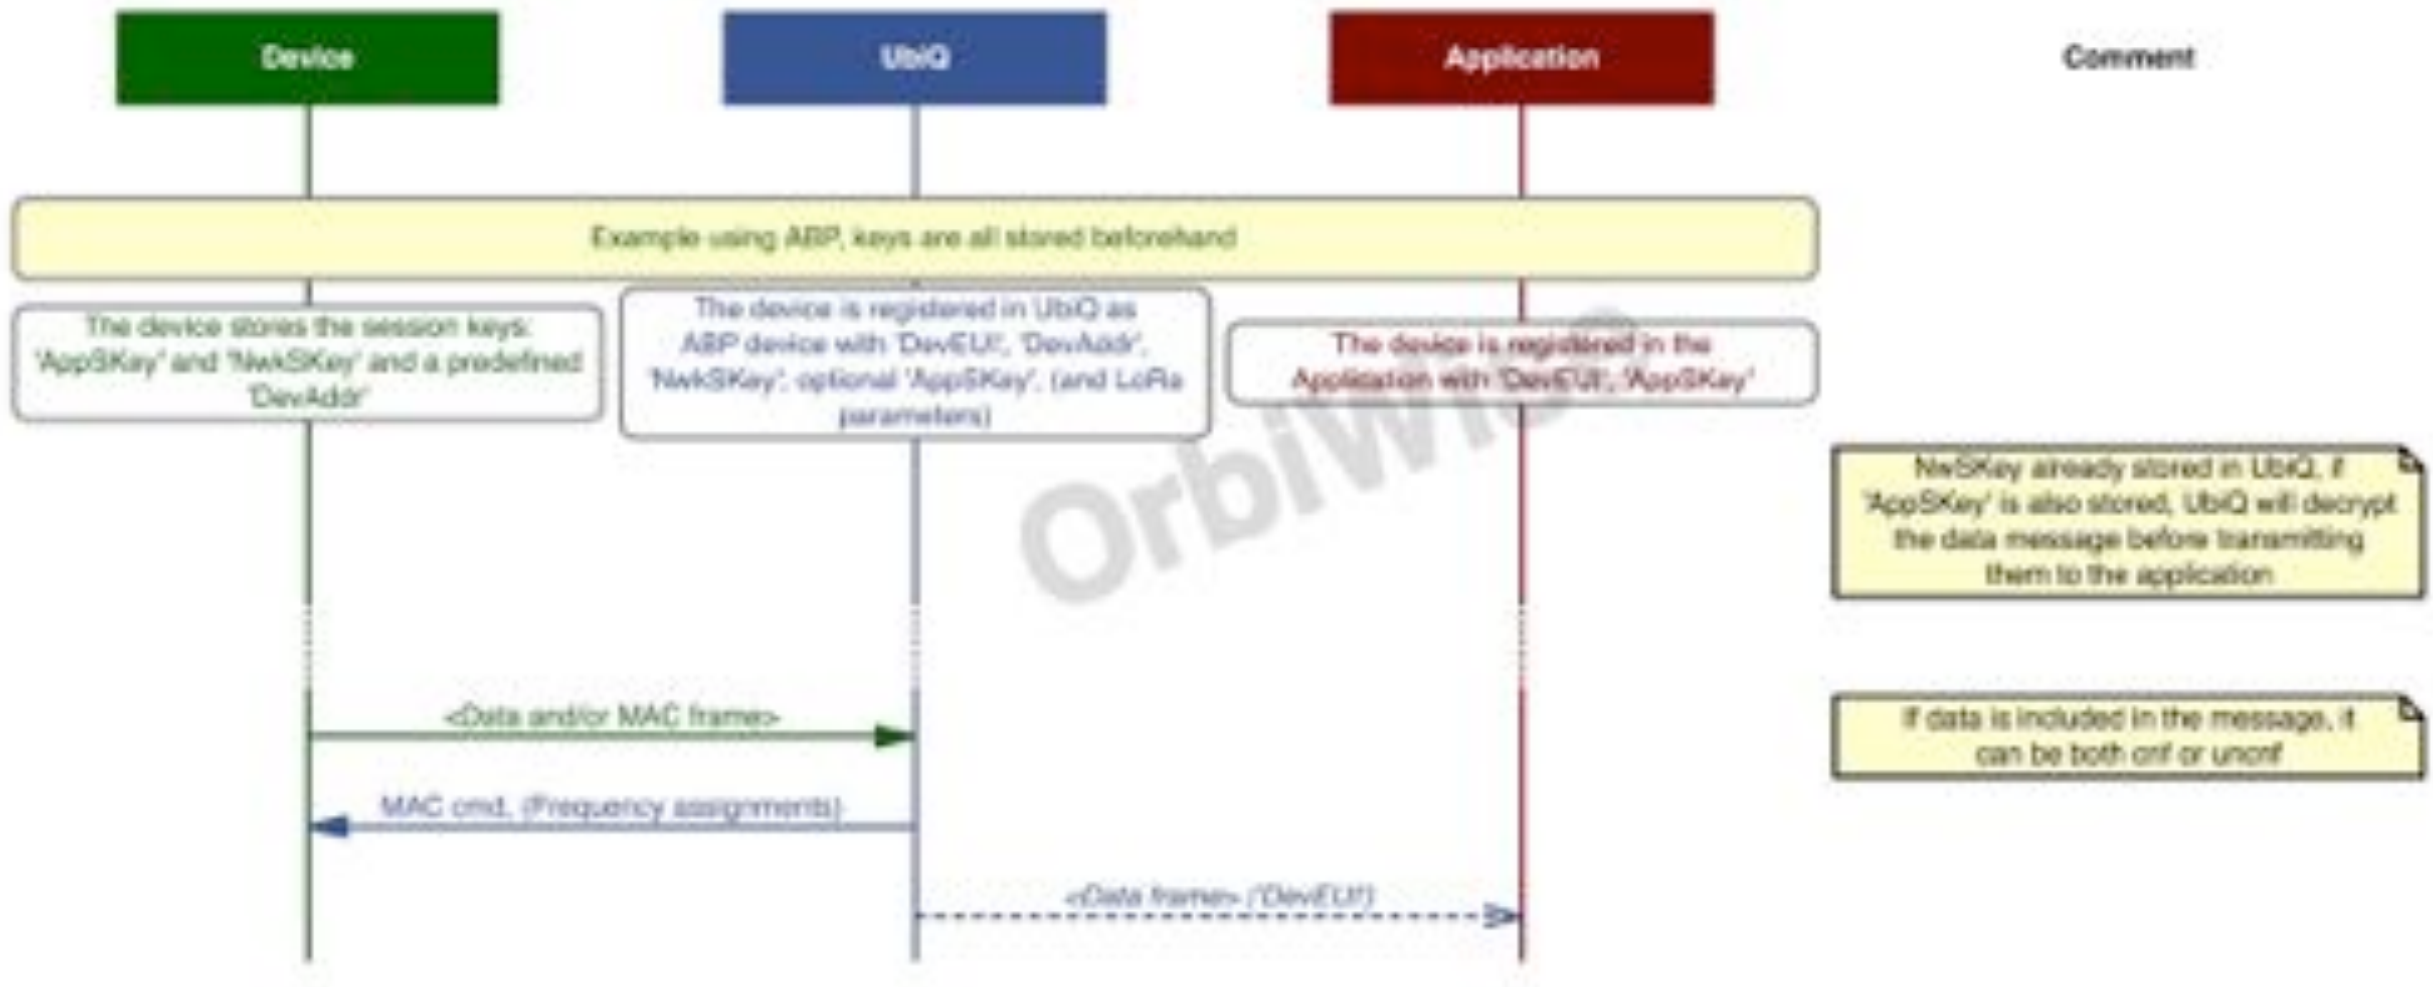 Device
UbiQ
Application
Comment
Example using ABP, keys are all stored beforehand
The device stores the session keys:
'AppSKey' and 'NwkSKey' and a predefined
'DevAddr'
The device is registered in UbiQ as
ABP device with 'DevEUI', 'DevAddr',
'NwkSKey', optional 'AppSKey', (and LoRa
parameters)
The device is registered in the
Application with 'DevEUI', 'AppSKey'
OrbiWise
NwSKey already stored in UbiQ, if
'AppSKey' is also stored, UbiQ will decrypt
the data message before transmitting
them to the application
<Data and/or MAC frame>
If data is included in the message, it
can be both cnf or uncnf
MAC cmd, (Frequency assignments)
<Data frame> ('DevEUI')